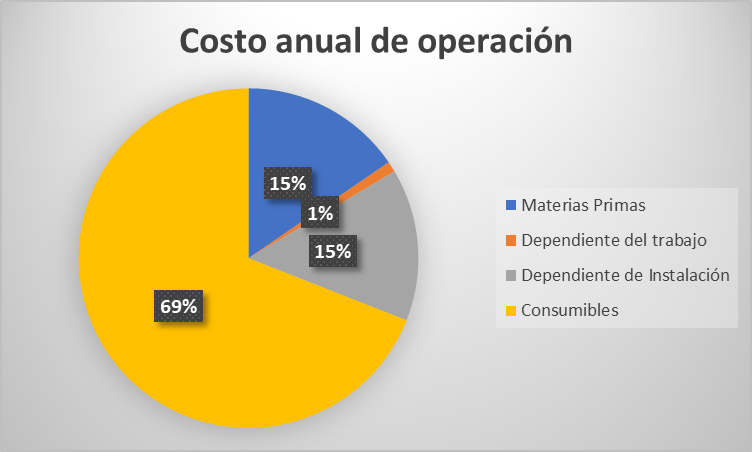 Costo anual de operación
15%
1%
15%
69%
Materias Primas
Dependiente del trabajo
Dependiente de Instalación
Consumibles